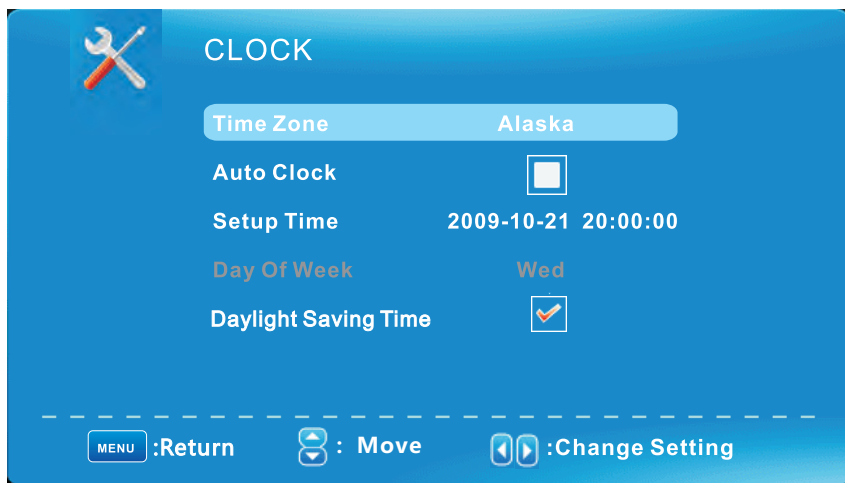 CLOCK
Time Zone Alaska
Auto Clock
Setup Time 2009-10-21 20:00:00
Day Of Week Wed
Daylight Saving Time
MENU :Return : Move :Change Setting